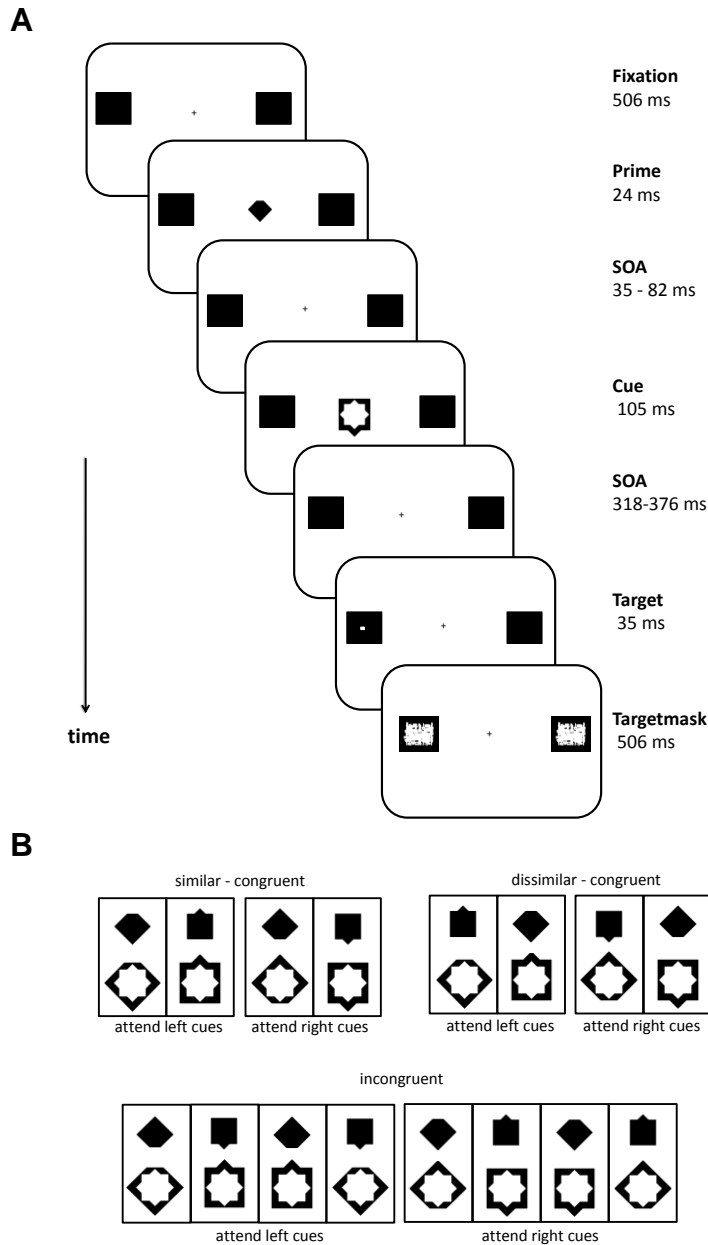 A
Fixation
506 ms
Prime
24 ms
SOA
35 - 82 ms
Cue
105 ms
SOA
318-376 ms
Target
35 ms
Targetmask
506 ms
time
B
similar - congruent
dissimilar - congruent
attend left cues
attend right cues
attend left cues
attend right cues
incongruent
attend left cues
attend right cues